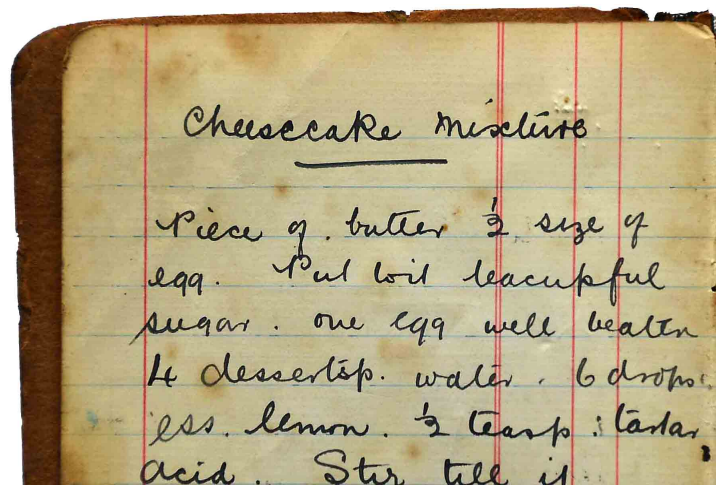 Cheesecake Mixture
Piece of butter ½ size of
egg. Put wit teacupful
sugar. one egg well beaten
4 dessertsp. water. 6 drops
ess. lemon. ½ teasp. tartar
acid. Stir till it